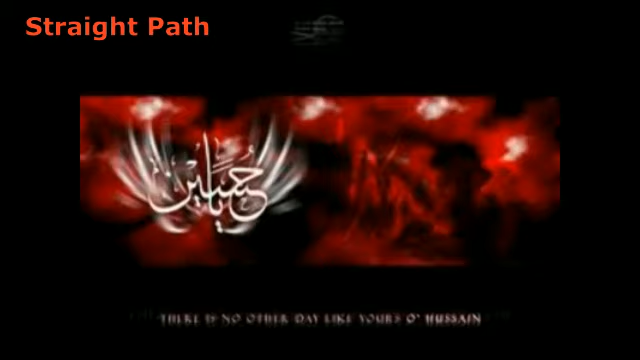 Straight Path
يا حسين
THERE IS NO OTHER DAY LIKE YOURS O' HUSSAIN